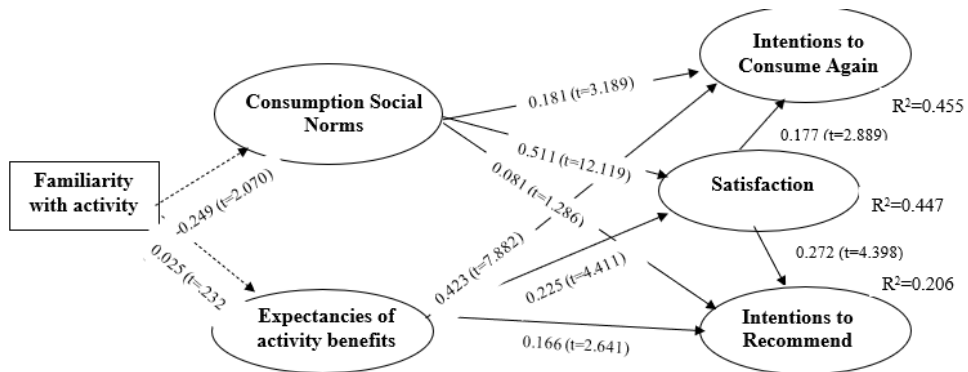 Intentions to
Consume Again
R²=0.455
Consumption Social
Norms
0.181 (t=3.189)
0.177 (t=2.889)
0.511 (t=12.119)
Familiarity
with activity
-0.249 (t=2.070)
0.081 (t=1.286)
Satisfaction
R²=0.447
0.025 (t=.232
0.423 (t=7.882)
0.225 (t=4.411)
0.272 (t=4.398)
R²=0.206
Expectancies of
activity benefits
0.166 (t=2.641)
Intentions to
Recommend